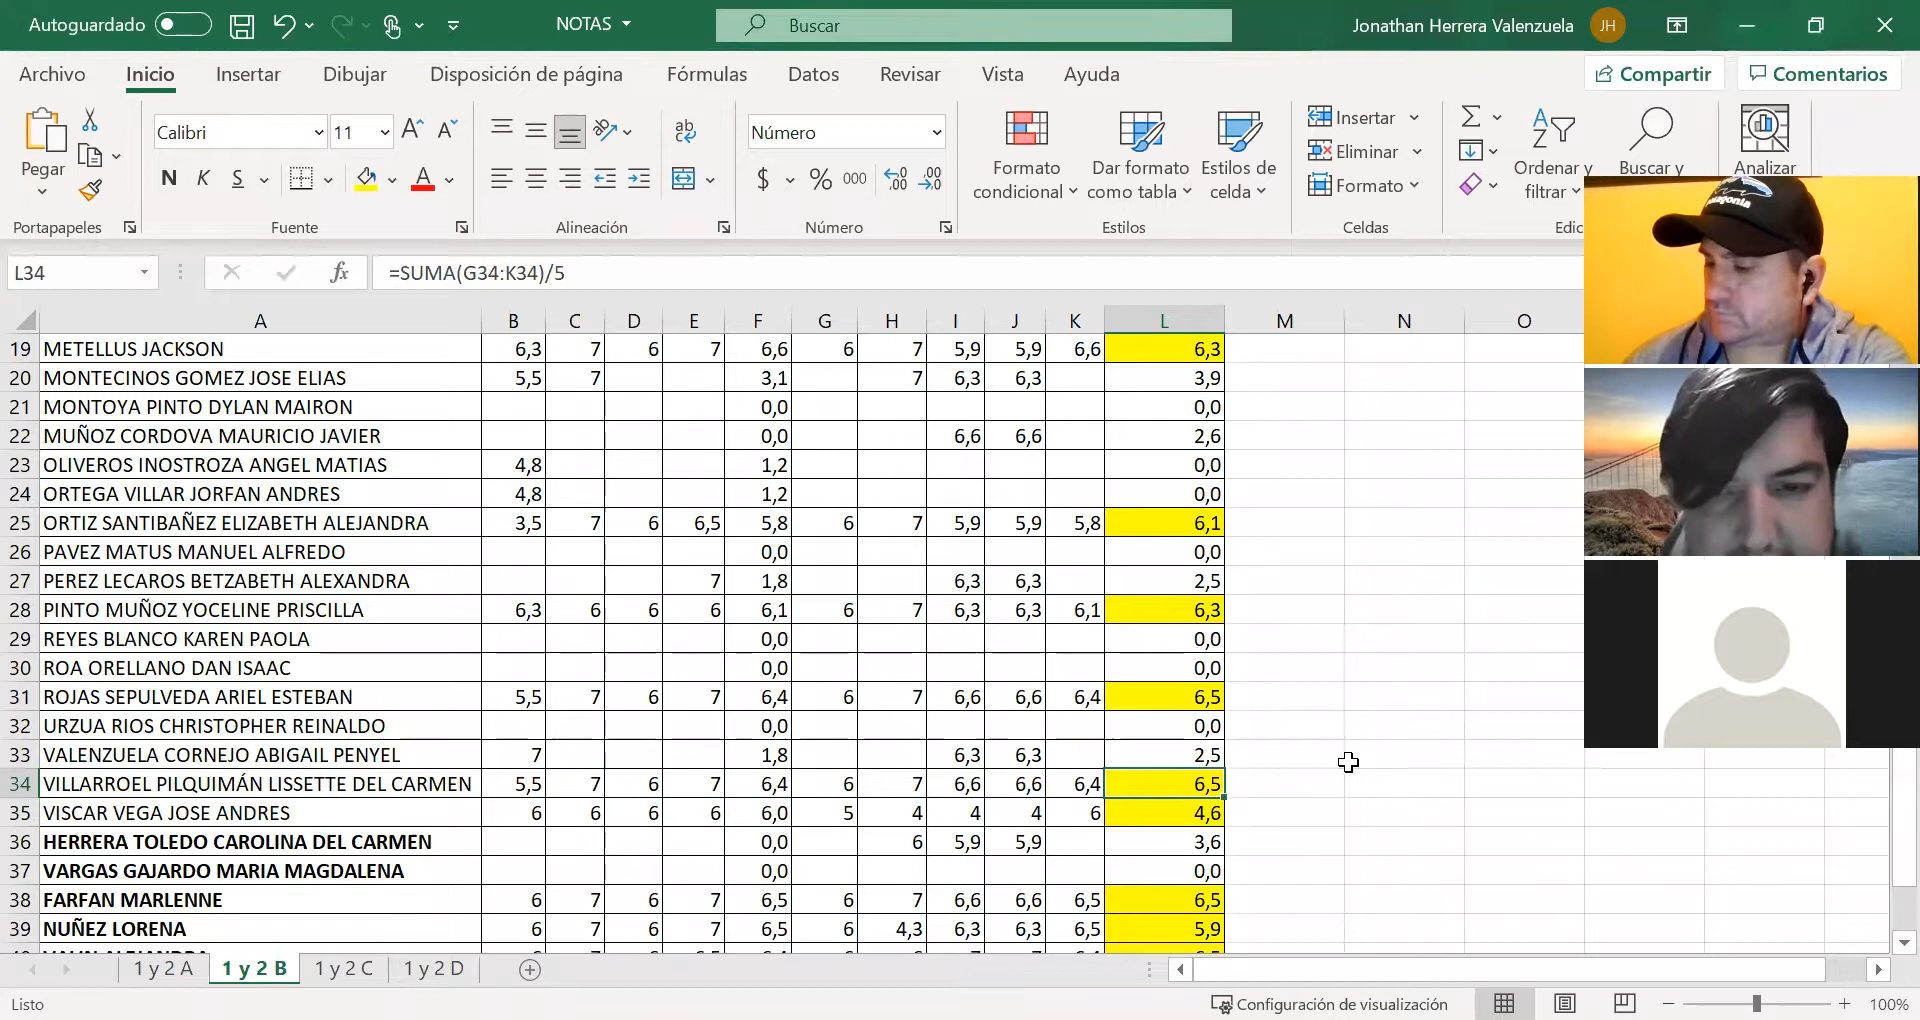 Autoguardado NOTAS Buscar Jonathan Herrera Valenzuela JH
Archivo Inicio Insertar Dibujar Disposición de página Fórmulas Datos Revisar Vista Ayuda Compartir Comentarios
Pegar
Portapapeles
Calibri 11
N K S
Fuente
ab
Alineación
Número
$ % 000
Número
Formato condicional
Dar formato como tabla
Estilos de celda
Estilos
Insertar
Eliminar
Formato
Celdas
Ordenar y filtrar
Buscar y
Edic
Analizar
patagonia
L34 fx =SUMA(G34:K34)/5
A B C D E F G H I J K L M N O
19 METELLUS JACKSON 6,3 7 6 7 6,6 6 7 5,9 5,9 6,6 6,3
20 MONTECINOS GOMEZ JOSE ELIAS 5,5 7 3,1 7 6,3 6,3 3,9
21 MONTOYA PINTO DYLAN MAIRON 0,0 0,0
22 MUÑOZ CORDOVA MAURICIO JAVIER 0,0 6,6 6,6 2,6
23 OLIVEROS INOSTROZA ANGEL MATIAS 4,8 1,2 0,0
24 ORTEGA VILLAR JORFAN ANDRES 4,8 1,2 0,0
25 ORTIZ SANTIBAÑEZ ELIZABETH ALEJANDRA 3,5 7 6 6,5 5,8 6 7 5,9 5,9 5,8 6,1
26 PAVEZ MATUS MANUEL ALFREDO 0,0 0,0
27 PEREZ LECAROS BETZABETH ALEXANDRA 7 1,8 6,3 6,3 2,5
28 PINTO MUÑOZ YOCELINE PRISCILLA 6,3 6 6 6 6,1 6 7 6,3 6,3 6,1 6,3
29 REYES BLANCO KAREN PAOLA 0,0 0,0
30 ROA ORELLANO DAN ISAAC 0,0 0,0
31 ROJAS SEPULVEDA ARIEL ESTEBAN 5,5 7 6 7 6,4 6 7 6,6 6,6 6,4 6,5
32 URZUA RIOS CHRISTOPHER REINALDO 0,0 0,0
33 VALENZUELA CORNEJO ABIGAIL PENYEL 7 1,8 6,3 6,3 2,5
34 VILLARROEL PILQUIMÁN LISSETTE DEL CARMEN 5,5 7 6 7 6,4 6 7 6,6 6,6 6,4 6,5
35 VISCAR VEGA JOSE ANDRES 6 6 6 6 6,0 5 4 4 4 6 4,6
36 HERRERA TOLEDO CAROLINA DEL CARMEN 0,0 6 5,9 5,9 3,6
37 VARGAS GAJARDO MARIA MAGDALENA 0,0 0,0
38 FARFAN MARLENNE 6 7 6 7 6,5 6 7 6,6 6,6 6,5 6,5
39 NUÑEZ LORENA 6 7 6 7 6,5 6 4,3 6,3 6,3 6,5 5,9
1 y 2 A 1 y 2 B 1 y 2 C 1 y 2 D
Listo Configuración de visualización 100%